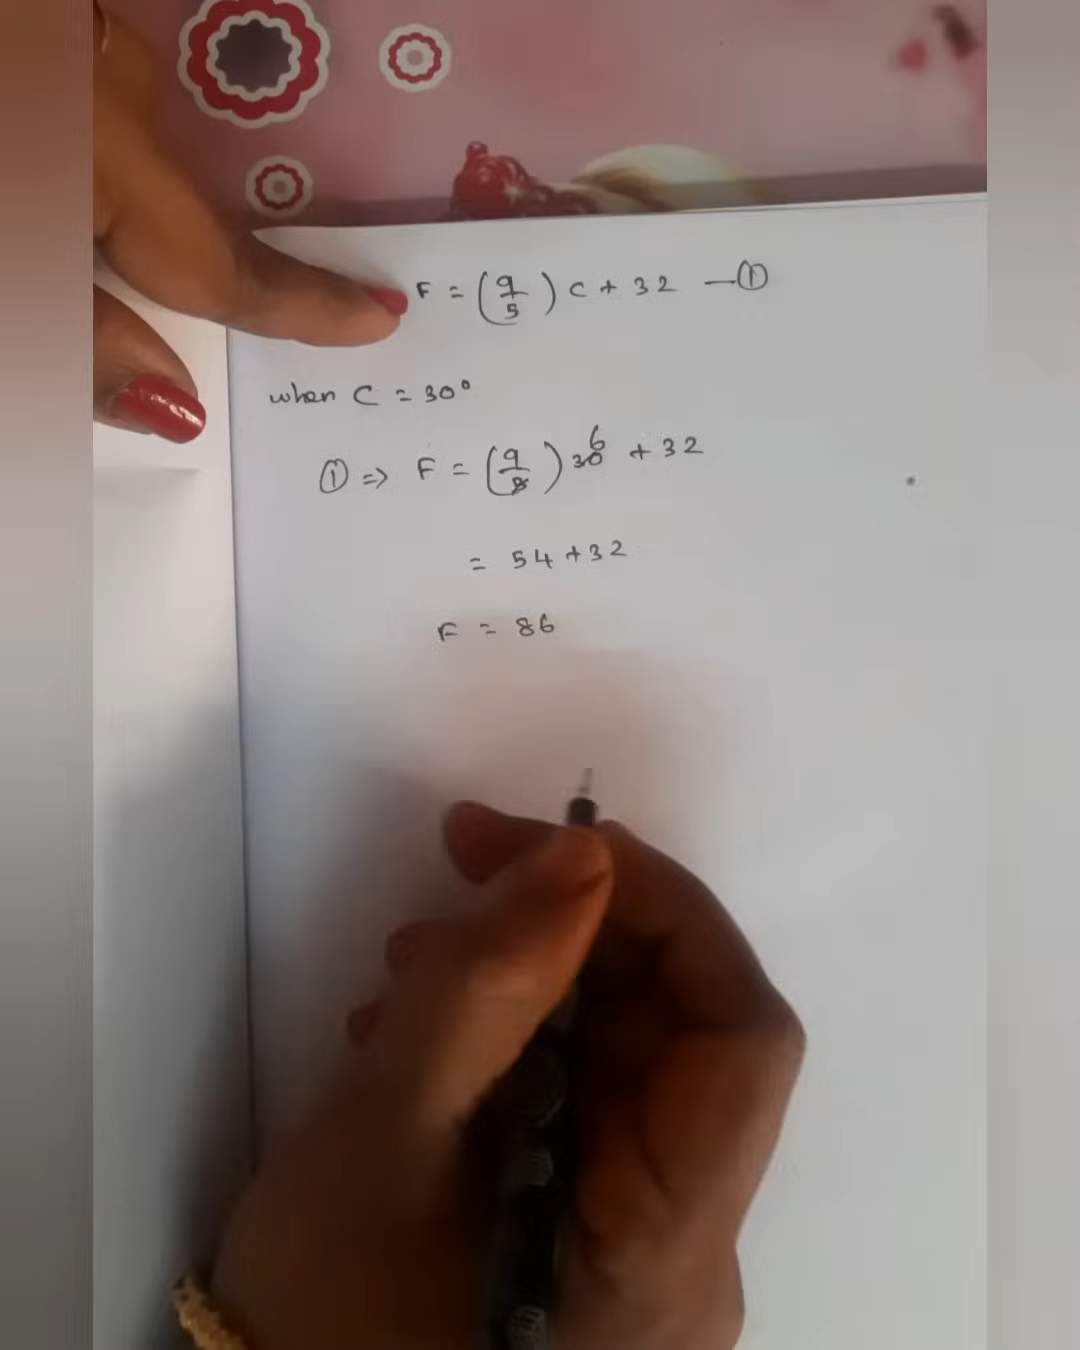 F = (9/5) C + 32 —①
when C = 30°
① => F = (9/5) 30 6 + 32
= 54 + 32
F = 86